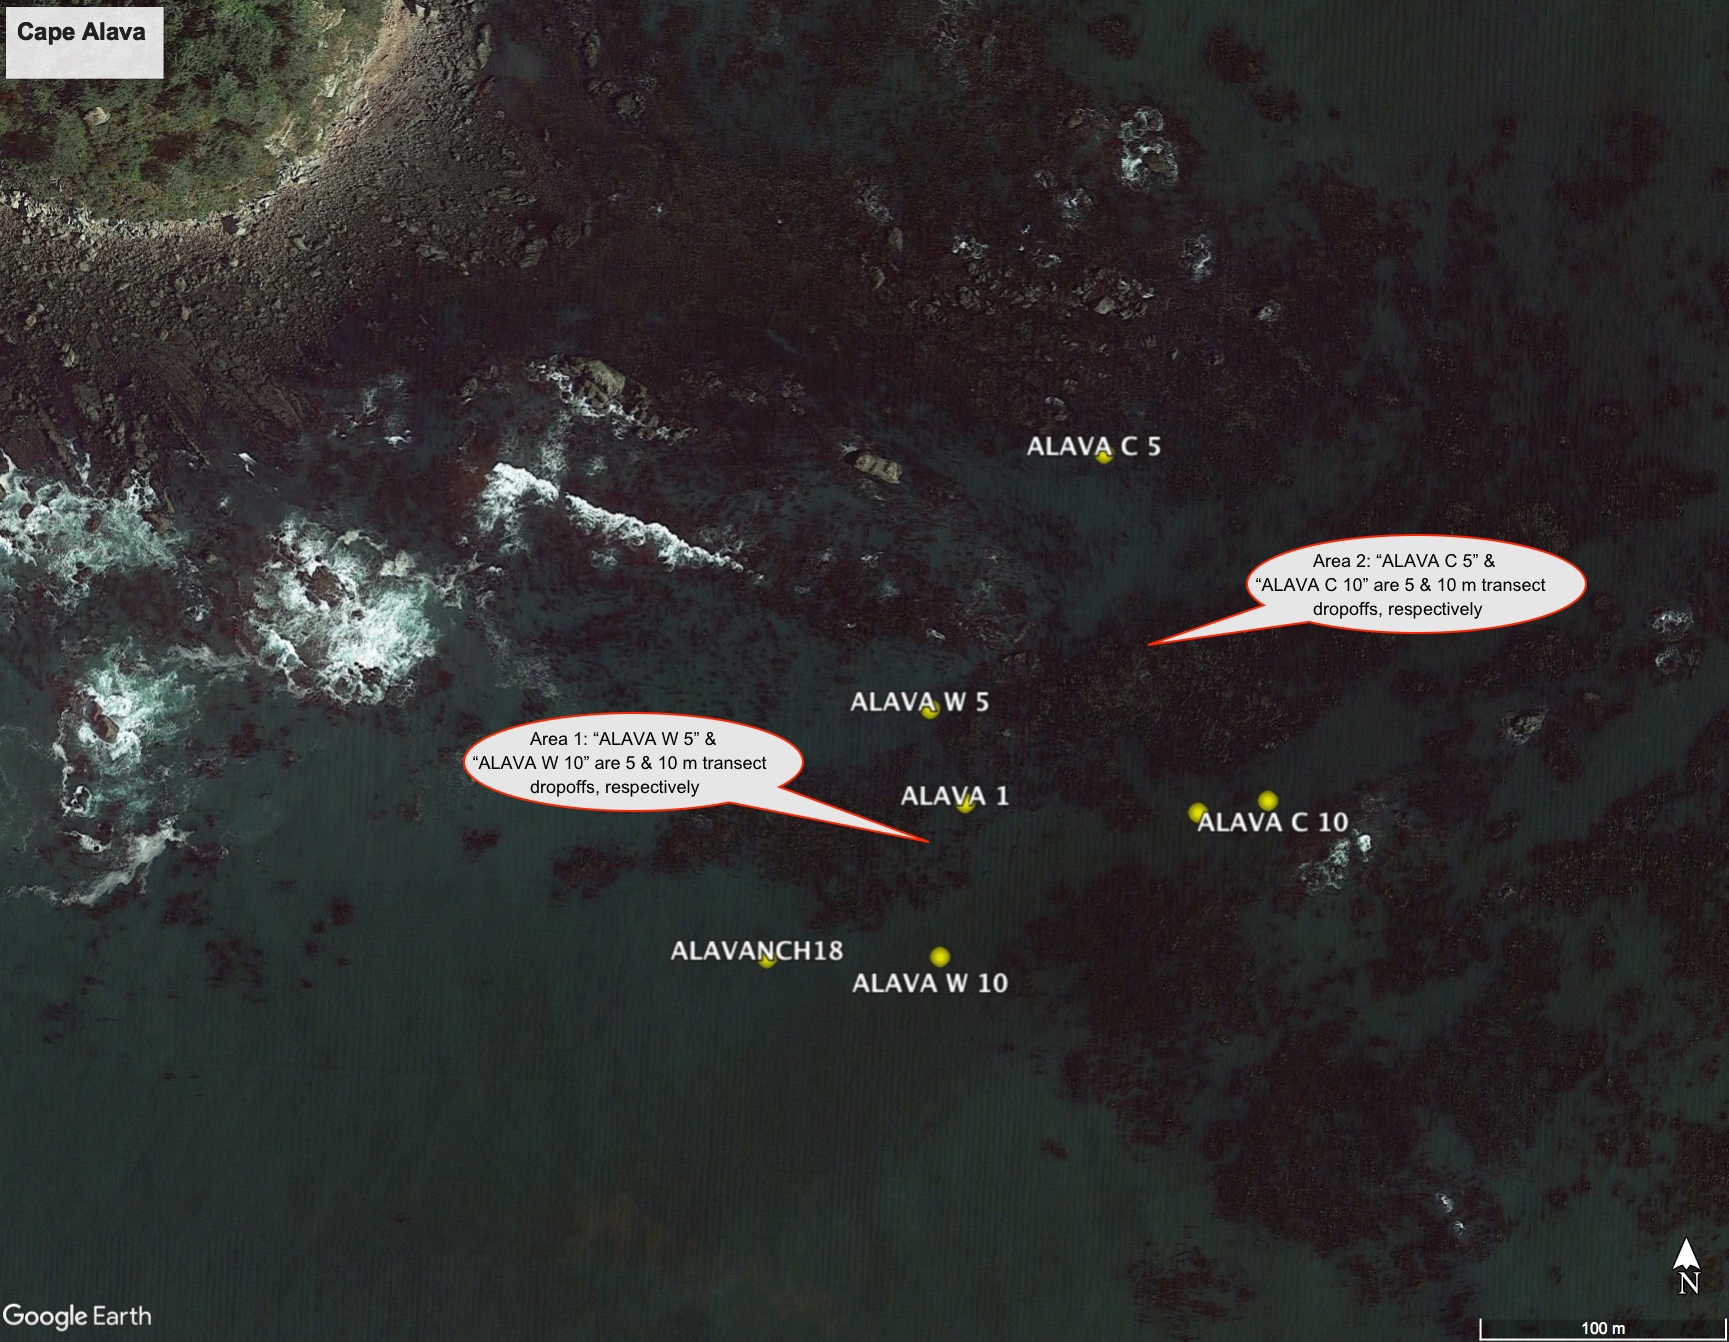 Cape Alava
ALAVA C 5
Area 2: “ALAVA C 5” &
“ALAVA C 10” are 5 & 10 m transect
dropoffs, respectively
ALAVA W 5
Area 1: “ALAVA W 5” &
“ALAVA W 10” are 5 & 10 m transect
dropoffs, respectively
ALAVA 1
ALAVA C 10
ALAVANCH18
ALAVA W 10
N
Google Earth
100 m